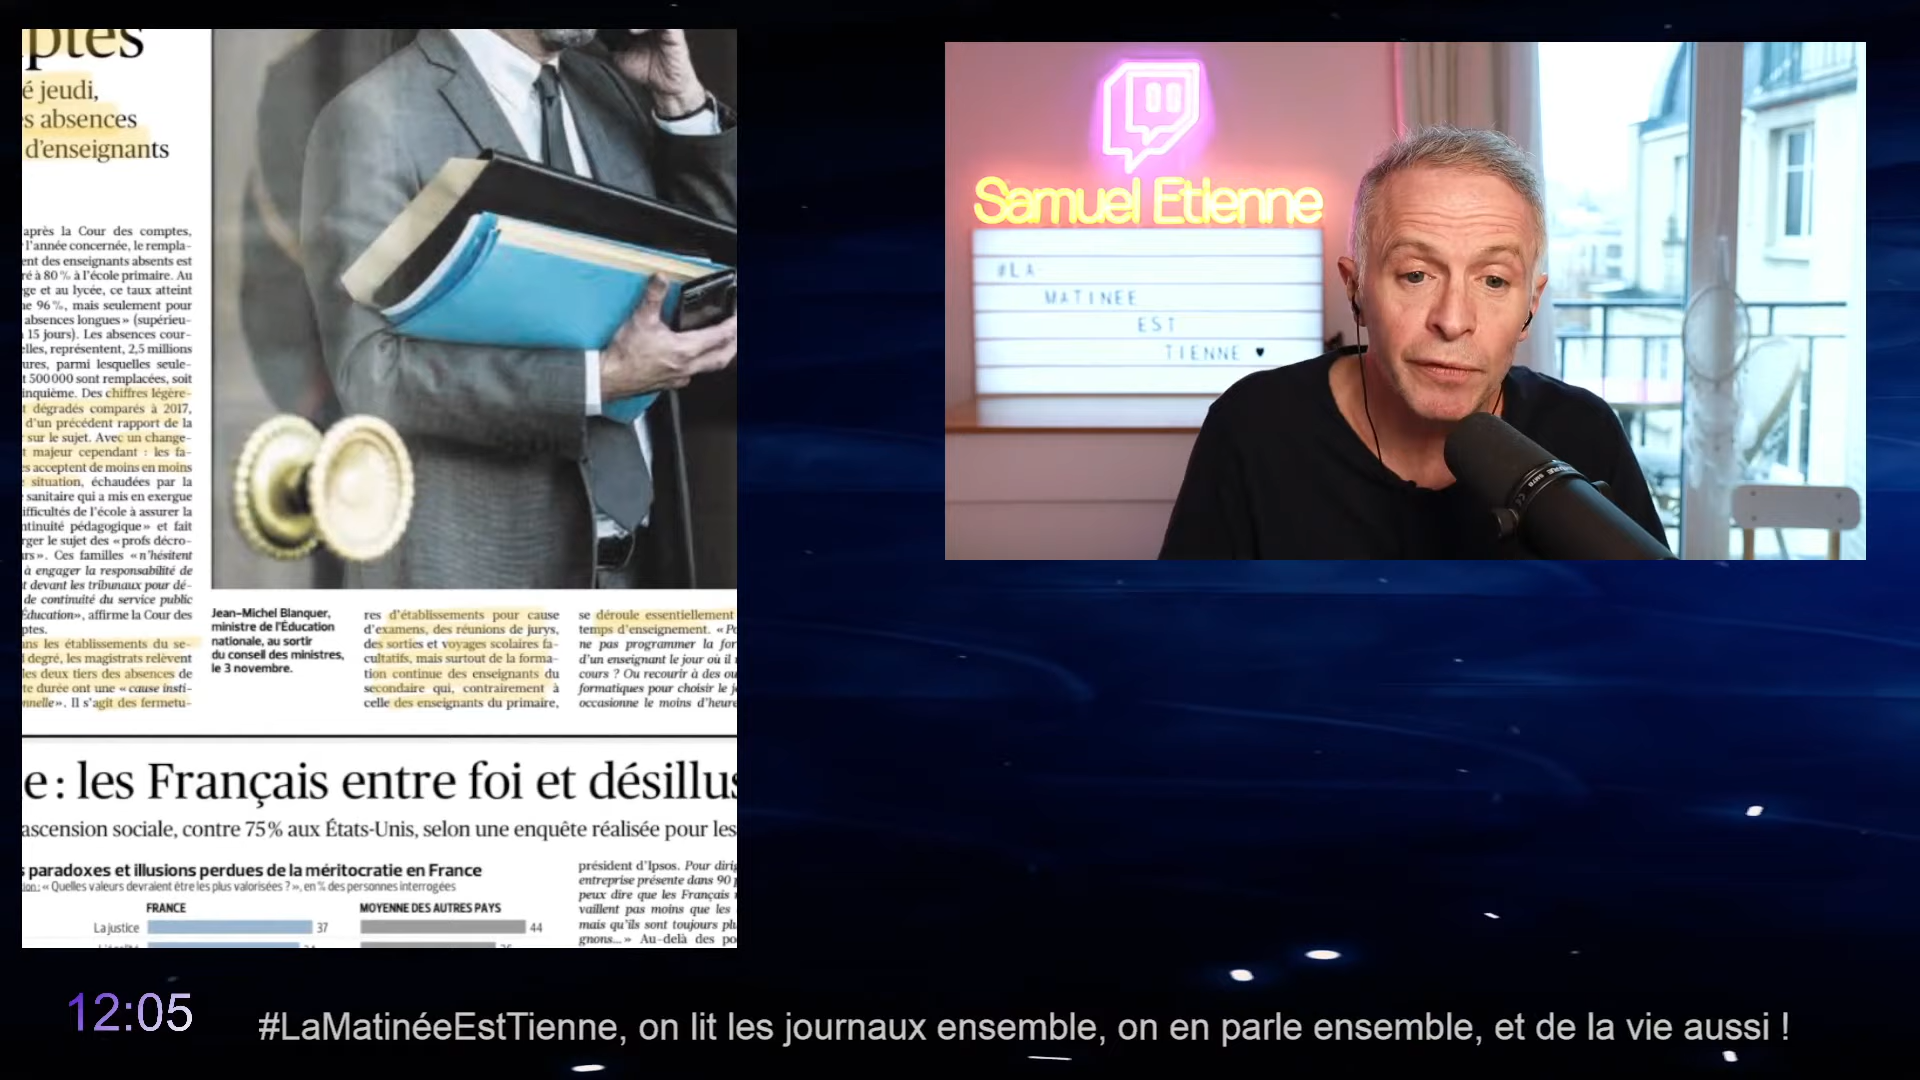 ptes
é jeudi,
s absences
d'enseignants
après la Cour des comptes,
l'année concernée, le rempla-
ent des enseignants absents est
ré à 80 % à l'école primaire. Au
ge et au lycée, ce taux atteint
e 96 %, mais seulement pour
absences longues » (supérieu-
15 jours). Les absences cour-
lles, représentent, 2,5 millions
ures, parmi lesquelles seule-
t 500 000 sont remplacées, soit
inquième. Des chiffres légère-
t dégradés comparés à 2017,
d'un précédent rapport de la
sur le sujet. Avec un change-
t majeur cependant : les fa-
s acceptent de moins en moins
situation, échaudées par la
sanitaire qui a mis en exergue
ifficultés de l'école à assurer la
ntinuité pédagogique » et fait
rger le sujet des « profs décro-
rs ». Ces familles « n'hésitent
à engager la responsabilité de
t devant les tribunaux pour dé-
de continuité du service public
Éducation », affirme la Cour des
ptes.
ns les établissements du se-
degré, les magistrats relèvent
les deux tiers des absences de
te durée ont une « cause insti-
nnelle ». Il s'agit des fermetu-
Jean-Michel Blanquer,
ministre de l'Éducation
nationale, au sortir
du conseil des ministres,
le 3 novembre.
res d'établissements pour cause
d'examens, des réunions de jurys,
des sorties et voyages scolaires fa-
cultatifs, mais surtout de la forma-
tion continue des enseignants du
secondaire qui, contrairement à
celle des enseignants du primaire,
se déroule essentiellement
temps d'enseignement. « Po
ne pas programmer la for
d'un enseignant le jour où il
cours ? Ou recourir à des ou
formatiques pour choisir le j
occasionne le moins d'heure
e : les Français entre foi et désillus
ascension sociale, contre 75 % aux États-Unis, selon une enquête réalisée pour les
s paradoxes et illusions perdues de la méritocratie en France
ion : « Quelles valeurs devraient être les plus valorisées ? », en % des personnes interrogées
FRANCE
MOYENNE DES AUTRES PAYS
La justice 37 44
président d'Ipsos. Pour dirig
entreprise présente dans 90 p
peux dire que les Français
vaillent pas moins que les
mais qu'ils sont toujours plu
gnons... » Au-delà des po
Samuel Etienne
#LA
MATINEE
EST
TIENNE ♥
12:05
#LaMatinéeEstTienne, on lit les journaux ensemble, on en parle ensemble, et de la vie aussi !